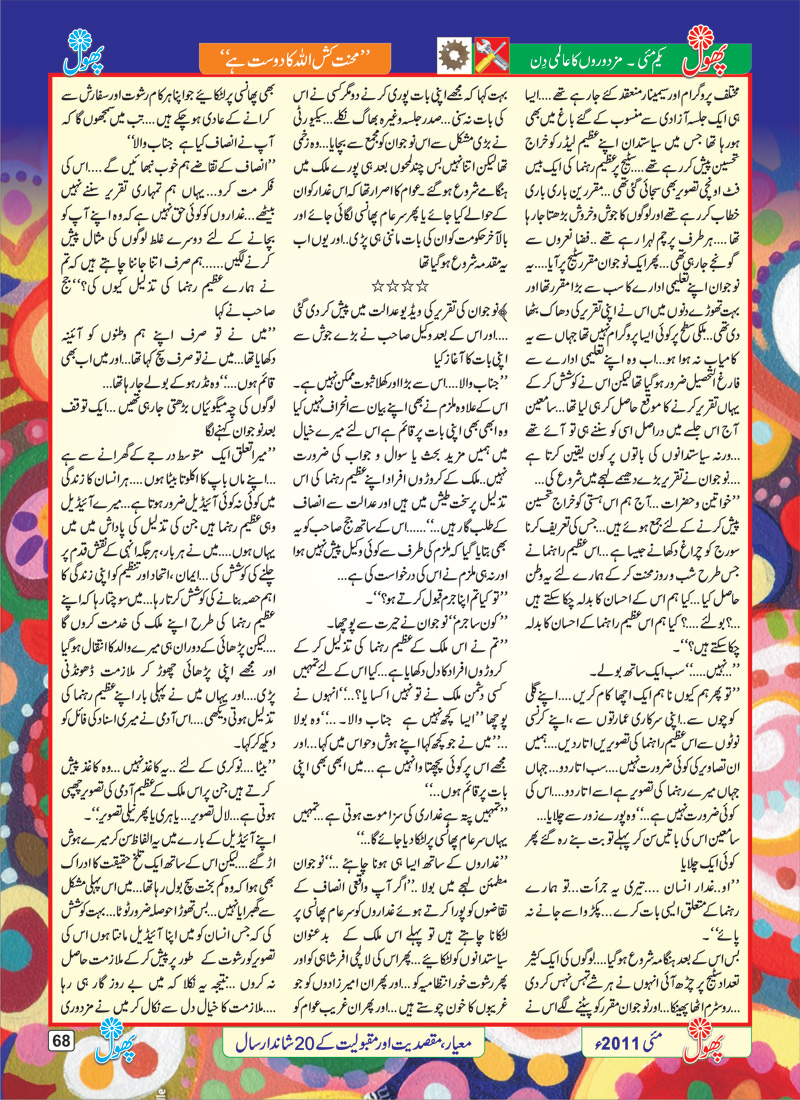 پھول
یکم مئی ۔ مزدوروں کا عالمی دِن
’’محنت کش اللہ کا دوست ہے‘‘
پھول
مختلف پروگرام اور سیمینار منعقد کئے جا رہے تھے....ایسا
ہی ایک جلسہ آزادی سے منسوب کے گئے باغ میں بھی
ہو رہا تھا جس میں سیاستدان اپنے عظیم لیڈر کو خراج
تحسین پیش کر رہے تھے...سٹیج پر عظیم رہنما کی ایک بیس
فٹ اونچی تصویر بھی سجائی گئی تھی....مقررین باری باری
خطاب کر رہے تھے اور لوگوں کا جوش وخروش بڑھتا جا رہا
تھا....ہر طرف پرچم لہرا رہے تھے ..فضا نعروں سے
گونجے جا رہی تھی...پھر ایک نوجوان مقرر سٹیج پر آیا....یہ
نوجوان اپنے تعلیمی ادارے کا سب سے بڑا مقرر تھا اور
بہت تھوڑے دنوں میں اس نے اپنی تقریر کی دھاک بٹھا
دی تھی...ملکی سطح پر کوئی ایسا پروگرام نہیں تھا جہاں سے یہ
کامیاب نہ ہوا ہو....اب وہ اپنے تعلیمی ادارے سے
فارغ التحصیل ضرور ہو گیا تھا لیکن اس نے کوشش کر کے
یہاں تقریر کرنے کا موقع حاصل کر ہی لیا تھا...سامعین
آج اس جلسے میں دراصل اسی کو سننے ہی تو آئے تھے
...ورنہ سیاستدانوں کی باتوں پر کون یقین کرتا ہے
...نوجوان نے تقریر بڑے دھیمے لہجے میں شروع کی...
’’خواتین و حضرات ...آج ہم اس ہستی کو خراج تحسین
پیش کرنے کے لئے جمع ہوئے ہیں...جس کی تعریف کرنا
سورج کو چراغ دکھانے جیسا ہے...اس عظیم راہنما نے
جس طرح شب و روز محنت کر کے ہمارے لئے یہ وطن
حاصل کیا...کیا ہم اس کے احسان کا بدلہ چکا سکتے ہیں
...؟ بولئے....؟ کیا ہم اس عظیم راہنما کے احسان کا بدلہ
چکا سکتے ہیں؟‘‘۔
’’...نہیں.....‘‘سب ایک ساتھ بولے۔
’’تو پھر ہم کیوں نا ہم ایک اچھا کام کریں....اپنے گلی
کوچوں سے..اپنی سرکاری عمارتوں سے ،اپنے کرنسی
نوٹوں سے اس عظیم راہنما کی تصویریں اتار دیں...ہمیں
ان تصاویر کی کوئی ضرورت نہیں....سب اتار دو...جہاں
جہاں میرے رہنما کی تصویر ہے اسے اتار دو...اس کی
کوئی ضرورت نہیں ہے...‘‘وہ پورے زور سے چلایا...
سامعین اس کی باتیں سن کر پہلے تو بت بنے رہ گئے پھر
کوئی ایک چلایا
’’او..غدار انسان ....تیری یہ جرأت...تو ہمارے
رہنما کے متعلق ایسی بات کرے...پکڑو اسے جانے نہ
پائے‘‘۔
بس اس کے بعد ہنگامہ شروع ہو گیا....لوگوں کی ایک کثیر
تعداد سٹیج پر چڑھ آئی انہوں نے ہر شئے تہس نہس کر دی
...روسٹرم اٹھا پھینکا...اور نوجوان مقرر کو پیٹنے لگے اس نے
بہت کہا کہ مجھے اپنی بات پوری کرنے دو مگر کسی نے اس
کی بات نہ سنی...صدر جلسہ وغیرہ بھاگ نکلے...سیکیورٹی
نے بڑی مشکل سے اس نوجوان کو مجمع سے بچایا...وہ زخمی
تھا لیکن اتنا نہیں بس چند لمحوں بعد ہی پورے ملک میں
ہنگامے شروع ہو گئے۔عوام کا اصرار تھا کہ اس غدار کو ان
کے حوالے کیا جائے یا پھر سرعام پھانسی لگائی جائے اور
بالآخر حکومت کو ان کی بات ماننی ہی پڑی...اور یوں اب
یہ مقدمہ شروع ہو گیا تھا
☆☆☆☆
نوجوان کی تقریر کی ویڈیو عدالت میں پیش کر دی گئی
....اور اس کے بعد وکیل صاحب نے بڑے جوش سے
اپنی بات کا آغاز کیا
’’جناب والا....اس سے بڑا اور کھلا ثبوت ممکن نہیں ہے۔
اس کے علاوہ ملزم نے بھی اپنے بیان سے انحراف نہیں کیا
وہ ابھی بھی اپنی بات پر قائم ہے اس لئے میرے خیال
میں ہمیں مزید بحث یا سوال و جواب کی ضرورت
نہیں..ملک کے کروڑوں افراد اپنے عظیم رہنما کی اس
تذلیل پر سخت طیش میں ہیں اور عدالت سے انصاف
کے طلب گار ہیں...‘‘.....اس کے ساتھ جج صاحب کو یہ
بھی بتایا گیا کہ ملزم کی طرف سے کوئی وکیل پیش نہیں ہوا
اور نہ ہی ملزم نے اس کی درخواست کی ہے...
’’تو کیا تم اپنا جرم قبول کرتے ہو؟‘‘۔
’’کون سا جرم‘‘نوجوان نے حیرت سے پوچھا۔
’’تم نے اس ملک کے عظیم رہنما کی تذلیل کر کے
کروڑوں افراد کا دل دکھایا ہے...کیا اس کے لئے تمہیں
کسی دشمن ملک نے تو نہیں اکسایا؟..‘‘انہوں نے
پوچھا’’ایسا کچھ نہیں ہے جناب والا..۔‘‘..وہ بولا
..’’میں نے جو کچھ کہا اپنے ہوش و حواس میں کہا...اور
مجھے اس پر کوئی پچھتاوا نہیں ہے...میں ابھی بھی اپنی
بات پر قائم ہوں...‘‘
’’تمہیں پتہ ہے غداری کی سزا موت ہوتی ہے...تمہیں
یہاں سرعام پھانسی پر لٹکا دیا جائے گا...‘‘
’’غداروں کے ساتھ ایسا ہی ہونا چاہئے ..‘‘نوجوان
مطمئن لہجے میں بولا ..’’اگر آپ واقعی انصاف کے
تقاضوں کو پورا کرتے ہوئے غداروں کو سرعام پھانسی پر
لٹکانا چاہتے ہیں تو پہلے اس ملک کے بدعنوان
سیاستدانوں کو لٹکائیے...پھر اس کی لالچی افسر شاہی کو اور
پھر رشوت خور انتظامیہ کو...اور پھر ان امیر زادوں کو جو
غریبوں کا خون چوستے ہیں...اور پھر ان غریب عوام کو
بھی پھانسی پر لٹکائیے جو اپنا ہر کام رشوت اور سفارش سے
کرانے کے عادی ہو چکے ہیں....تب میں سمجھوں گا کہ
آپ نے انصاف کیا ہے جناب والا‘‘
’’انصاف کے تقاضے ہم خوب نبھائیں گے....اس کی
فکر مت کرو...یہاں ہم تمہاری تقریر سننے نہیں
بیٹھے...غداروں کو کوئی حق نہیں ہے کہ وہ اپنے آپ کو
بچانے کے لئے دوسرے غلط لوگوں کی مثال پیش
کرنے لگیں.....ہم صرف اتنا جاننا چاہتے ہیں کہ تم
نے ہمارے عظیم رہنما کی تذلیل کیوں کی؟‘‘جج
صاحب نے کہا
’’میں نے تو صرف اپنے ہم وطنوں کو آئینہ
دکھایا تھا...میں نے تو صرف سچ کہا تھا...اور میں اب بھی
قائم ہوں...‘‘وہ نڈر ہو کے بولے جا رہا تھا...
لوگوں کی چہ میگوئیاں بڑھتی جا رہی تھیں ...ایک توقف
بعد نوجوان کہنے لگا
’’میرا تعلق ایک متوسط درجے کے گھرانے سے ہے
...اپنے ماں باپ کا اکلوتا بیٹا ہوں....ہر انسان کا زندگی
میں کوئی نہ کوئی آئیڈیل ضرور ہوتا ہے...میرے آئیڈیل
وہی عظیم رہنما ہیں جن کی تذلیل کی پاداش میں میں
یہاں ہوں....میں نے ہر بار، ہر جگہ انہی کے نقش قدم پر
چلنے کی کوشش کی ...ایمان ،اتحاد اور تنظیم کو اپنی زندگی کا
اہم حصہ بنانے کی کوشش کرتا رہا...میں سوچتا رہا کہ اپنے
عظیم رہنما کی طرح اپنے ملک کی خدمت کروں گا
....لیکن پڑھائی کے دوران ہی میرے والد کا انتقال ہو گیا
اور مجھے اپنی پڑھائی چھوڑ کر ملازمت ڈھونڈنی
پڑی....اور یہاں میں نے پہلی بار اپنے عظیم رہنما کی
تذلیل ہوتی دیکھی....اس آدمی نے میری اسناد کی فائل کو
دیکھ کر کہا۔
’’بیٹا....نوکری کے لئے ..یہ کاغذ نہیں ...وہ کاغذ پیش
کرتے ہیں جن پر اس ملک کے عظیم آدمی کی تصویر چھپی
ہوتی ہے...لال تصویر...یا ہری یا پھر نیلی تصویر‘‘۔
اپنے آئیڈیل کے بارے میں یہ الفاظ سن کر میرے ہوش
اڑ گئے....لیکن اس کے ساتھ ایک تلخ حقیقت کا ادراک
بھی ہوا کہ وہ کم بخت سچ بول رہا تھا...میں اس پہلی مشکل
سے گھبرایا نہیں...بس تھوڑا حوصلہ ضرور ٹوٹا....بہت کوشش
کی کہ جس انسان کو میں اپنا آئیڈیل مانتا ہوں اس کی
تصویر کو رشوت کے طور پر پیش کر کے ملازمت حاصل
نہ کروں...نتیجہ یہ نکلا کہ میں بے روز گار ہی رہا
....ملازمت کا خیال دل سے نکال کر میں نے مزدوری
پھول
مئی 2011ء
معیار، مقصدیت اور مقبولیت کے 20 شاندار سال
پھول
68